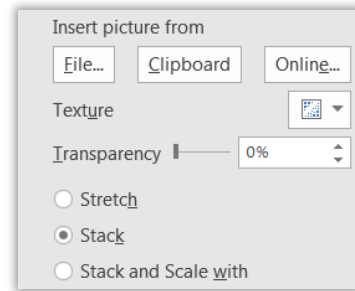 Insert picture from
File... Clipboard Online...
Texture
Transparency 0%
Stretch
Stack
Stack and Scale with